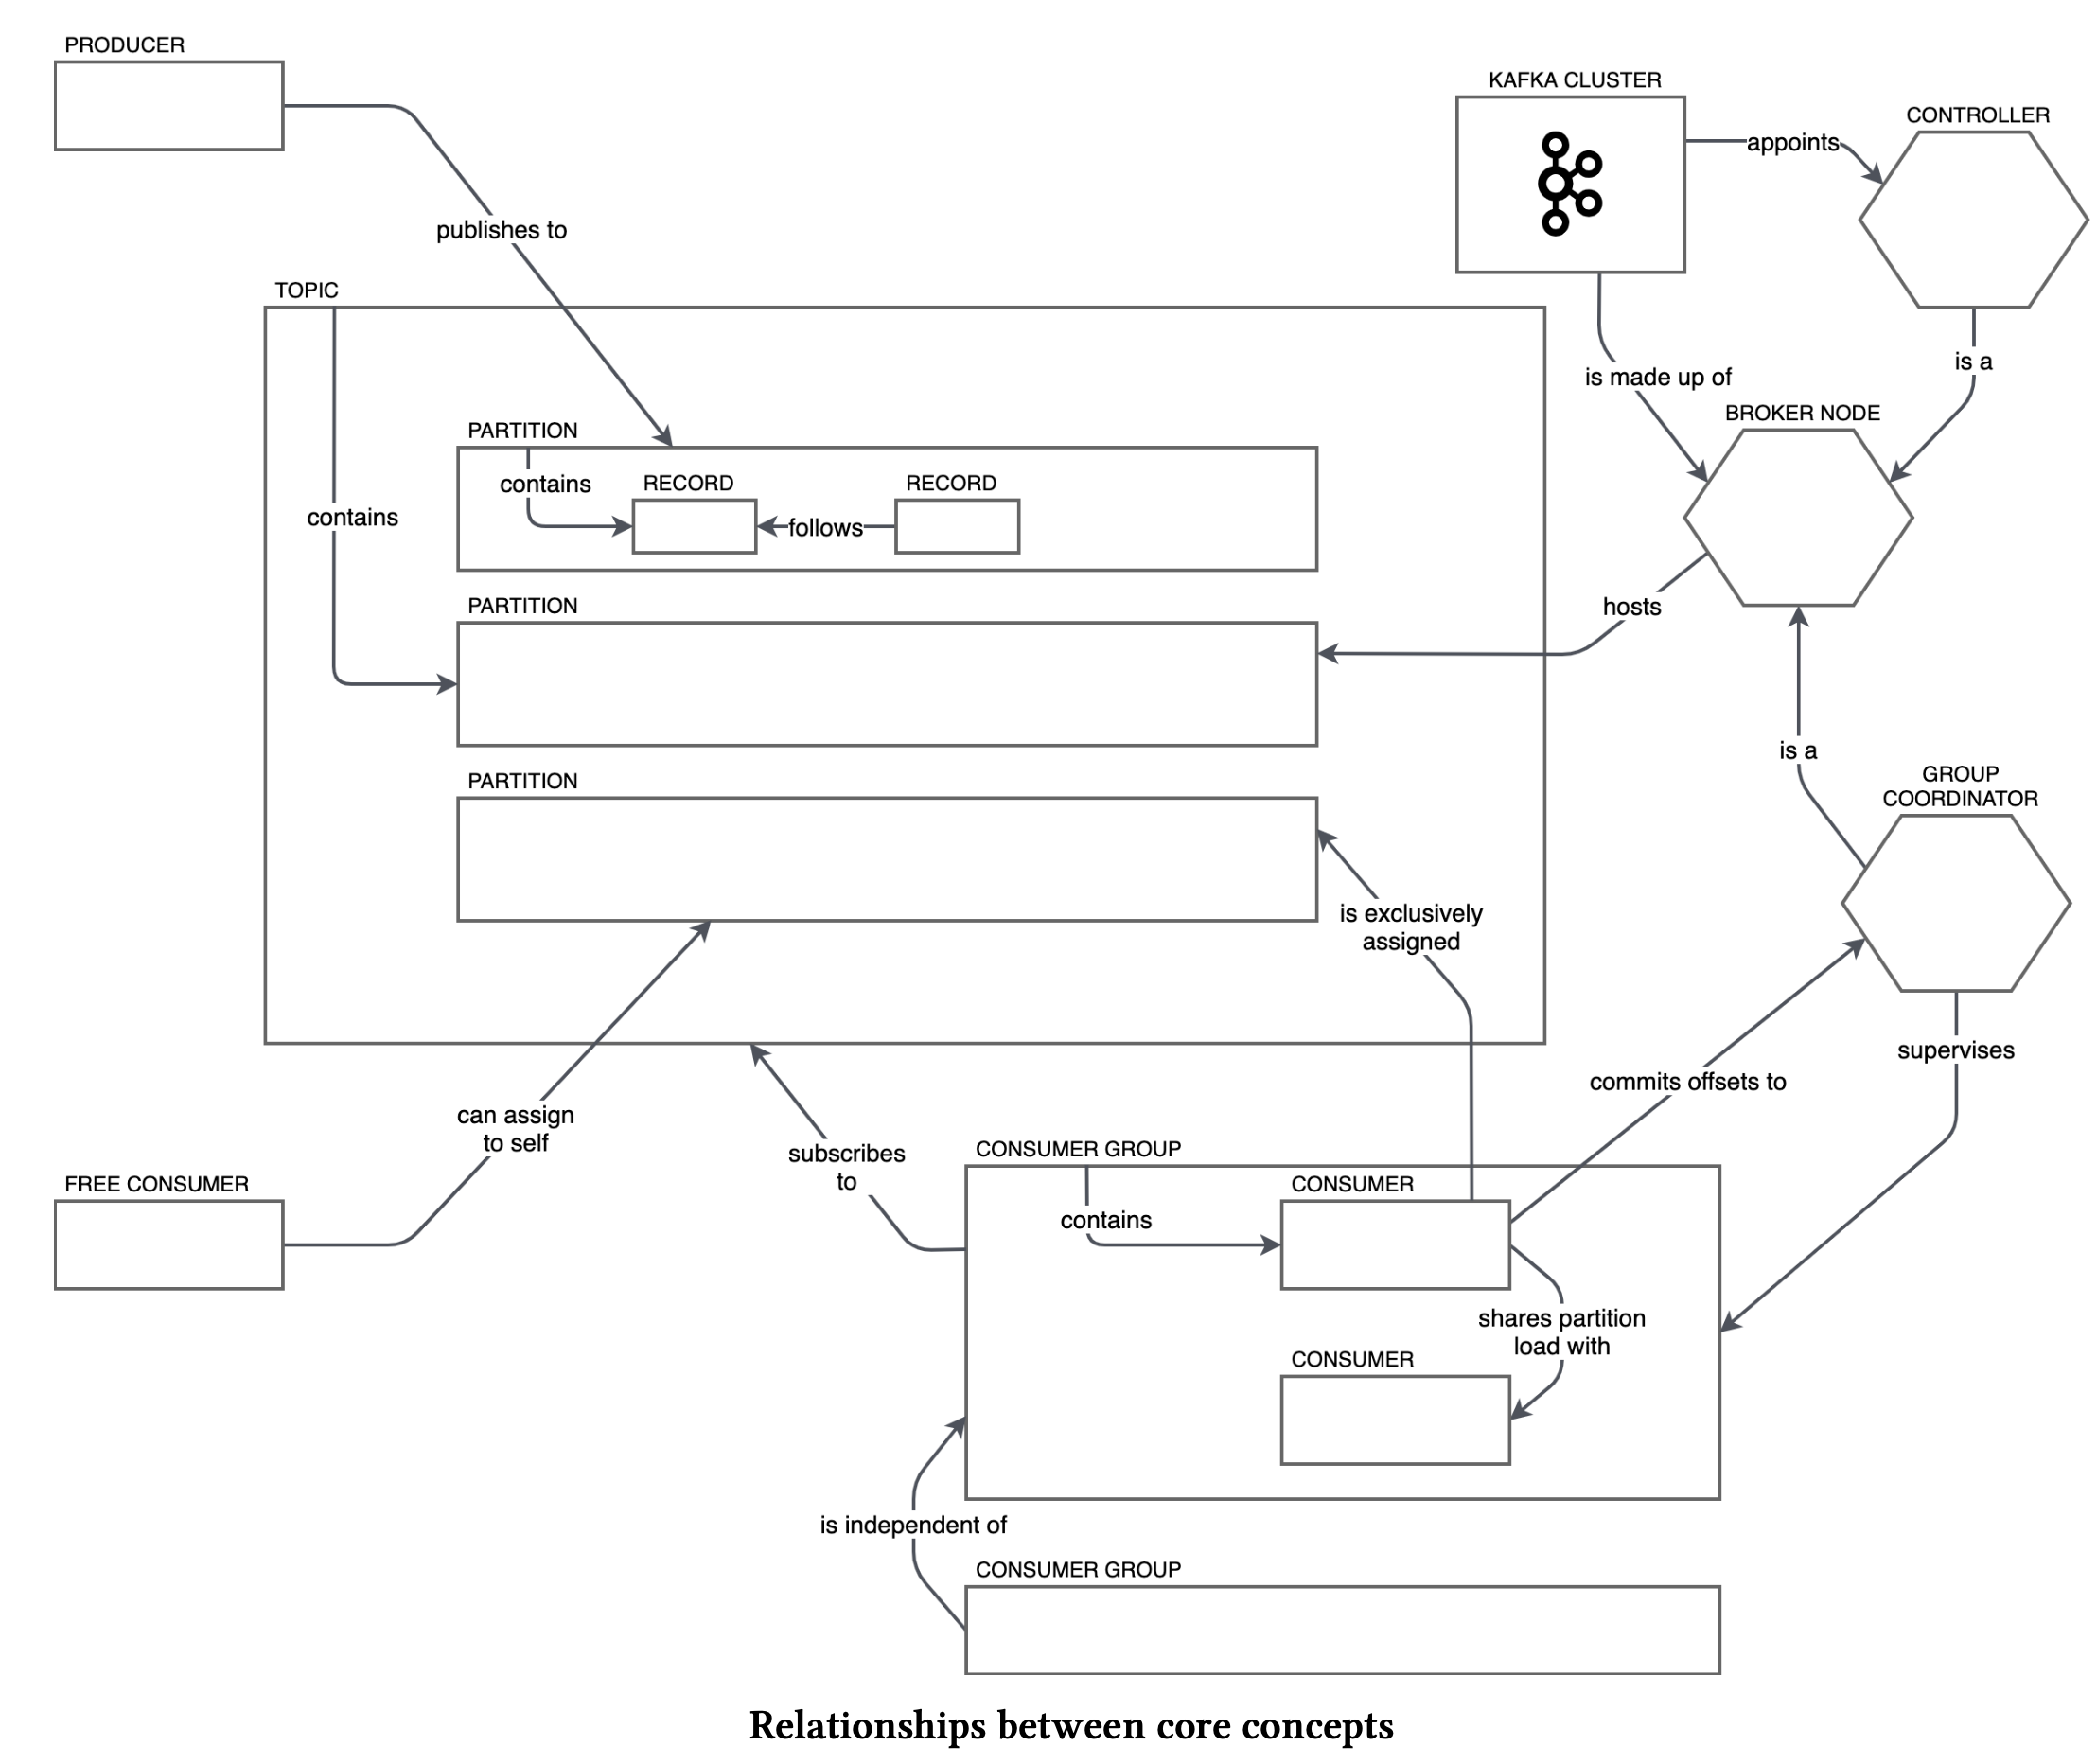 PRODUCER
KAFKA CLUSTER
CONTROLLER
appoints
publishes to
TOPIC
is made up of
is a
BROKER NODE
PARTITION
contains
RECORD
RECORD
follows
contains
PARTITION
hosts
is a
PARTITION
GROUP
COORDINATOR
is exclusively
assigned
supervises
commits offsets to
can assign
to self
subscribes
to
CONSUMER GROUP
FREE CONSUMER
CONSUMER
contains
shares partition
load with
CONSUMER
is independent of
CONSUMER GROUP
Relationships between core concepts